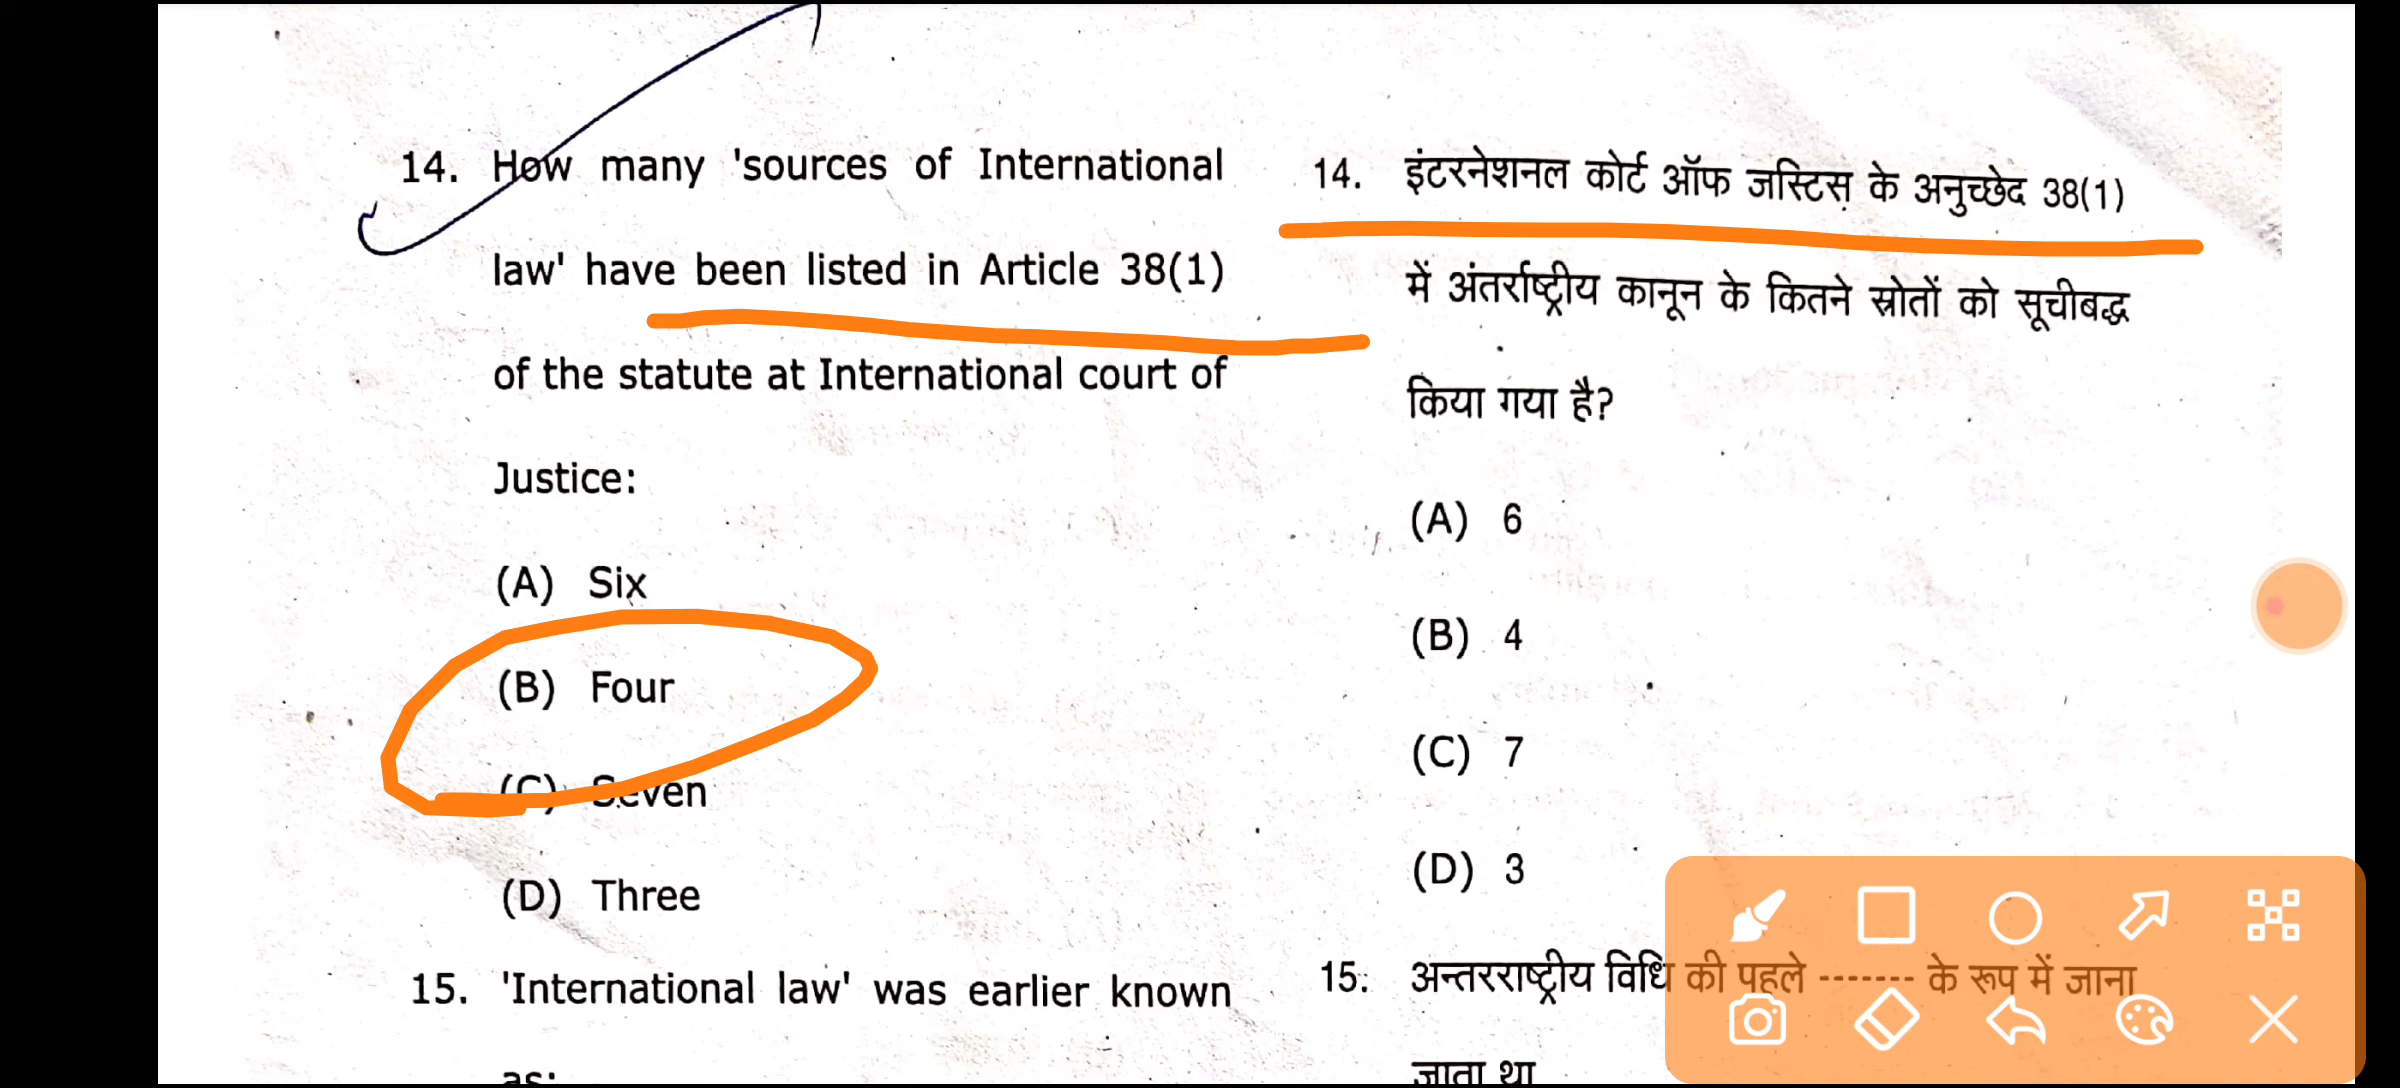 14. How many 'sources of International
law' have been listed in Article 38(1)
of the statute at International court of
Justice:
(A) Six
(B) Four
(C) Seven
(D) Three
15. 'International law' was earlier known
as:
14. इंटरनेशनल कोर्ट ऑफ जस्टिस के अनुच्छेद 38(1)
में अंतर्राष्ट्रीय कानून के कितने स्रोतों को सूचीबद्ध
किया गया है?
(A) 6
(B) 4
(C) 7
(D) 3
15. अन्तरराष्ट्रीय विधि की पहले ------- के रूप में जाना
जाता था